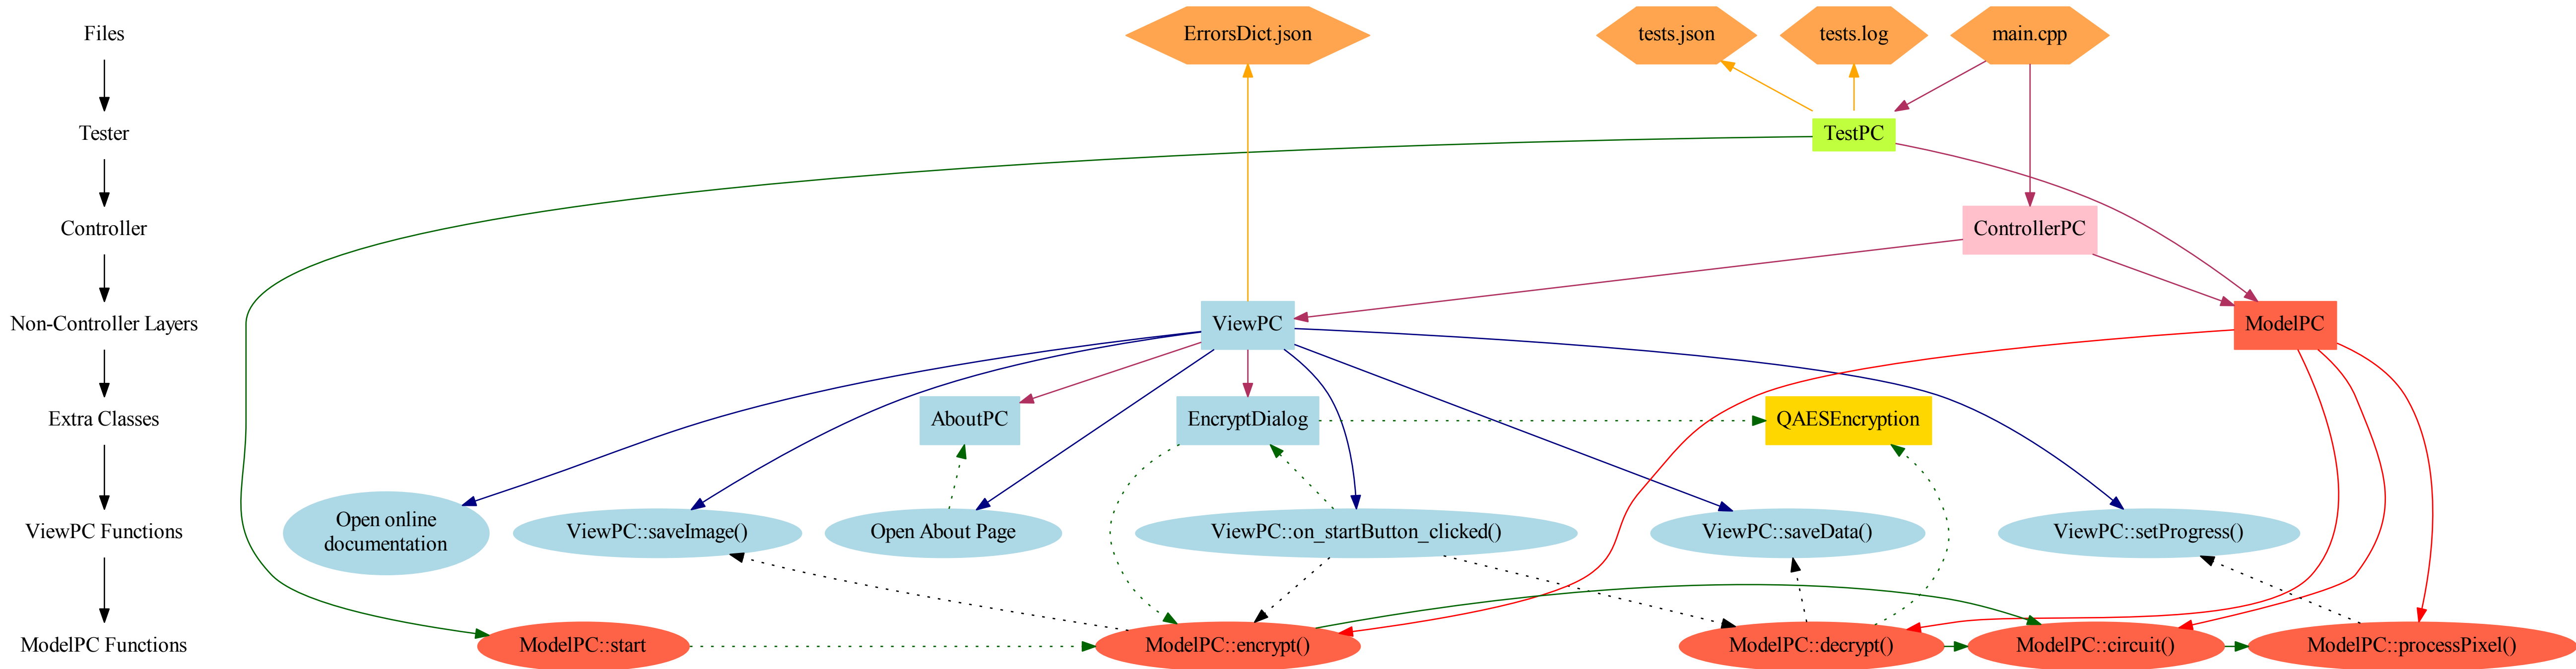 Files
ErrorsDict.json
tests.json
tests.log
main.cpp
Tester
TestPC
Controller
ControllerPC
Non-Controller Layers
ViewPC
ModelPC
Extra Classes
AboutPC
EncryptDialog
QAESEncryption
ViewPC Functions
Open online
documentation
ViewPC::saveImage()
Open About Page
ViewPC::on_startButton_clicked()
ViewPC::saveData()
ViewPC::setProgress()
ModelPC Functions
ModelPC::start
ModelPC::encrypt()
ModelPC::decrypt()
ModelPC::circuit()
ModelPC::processPixel()